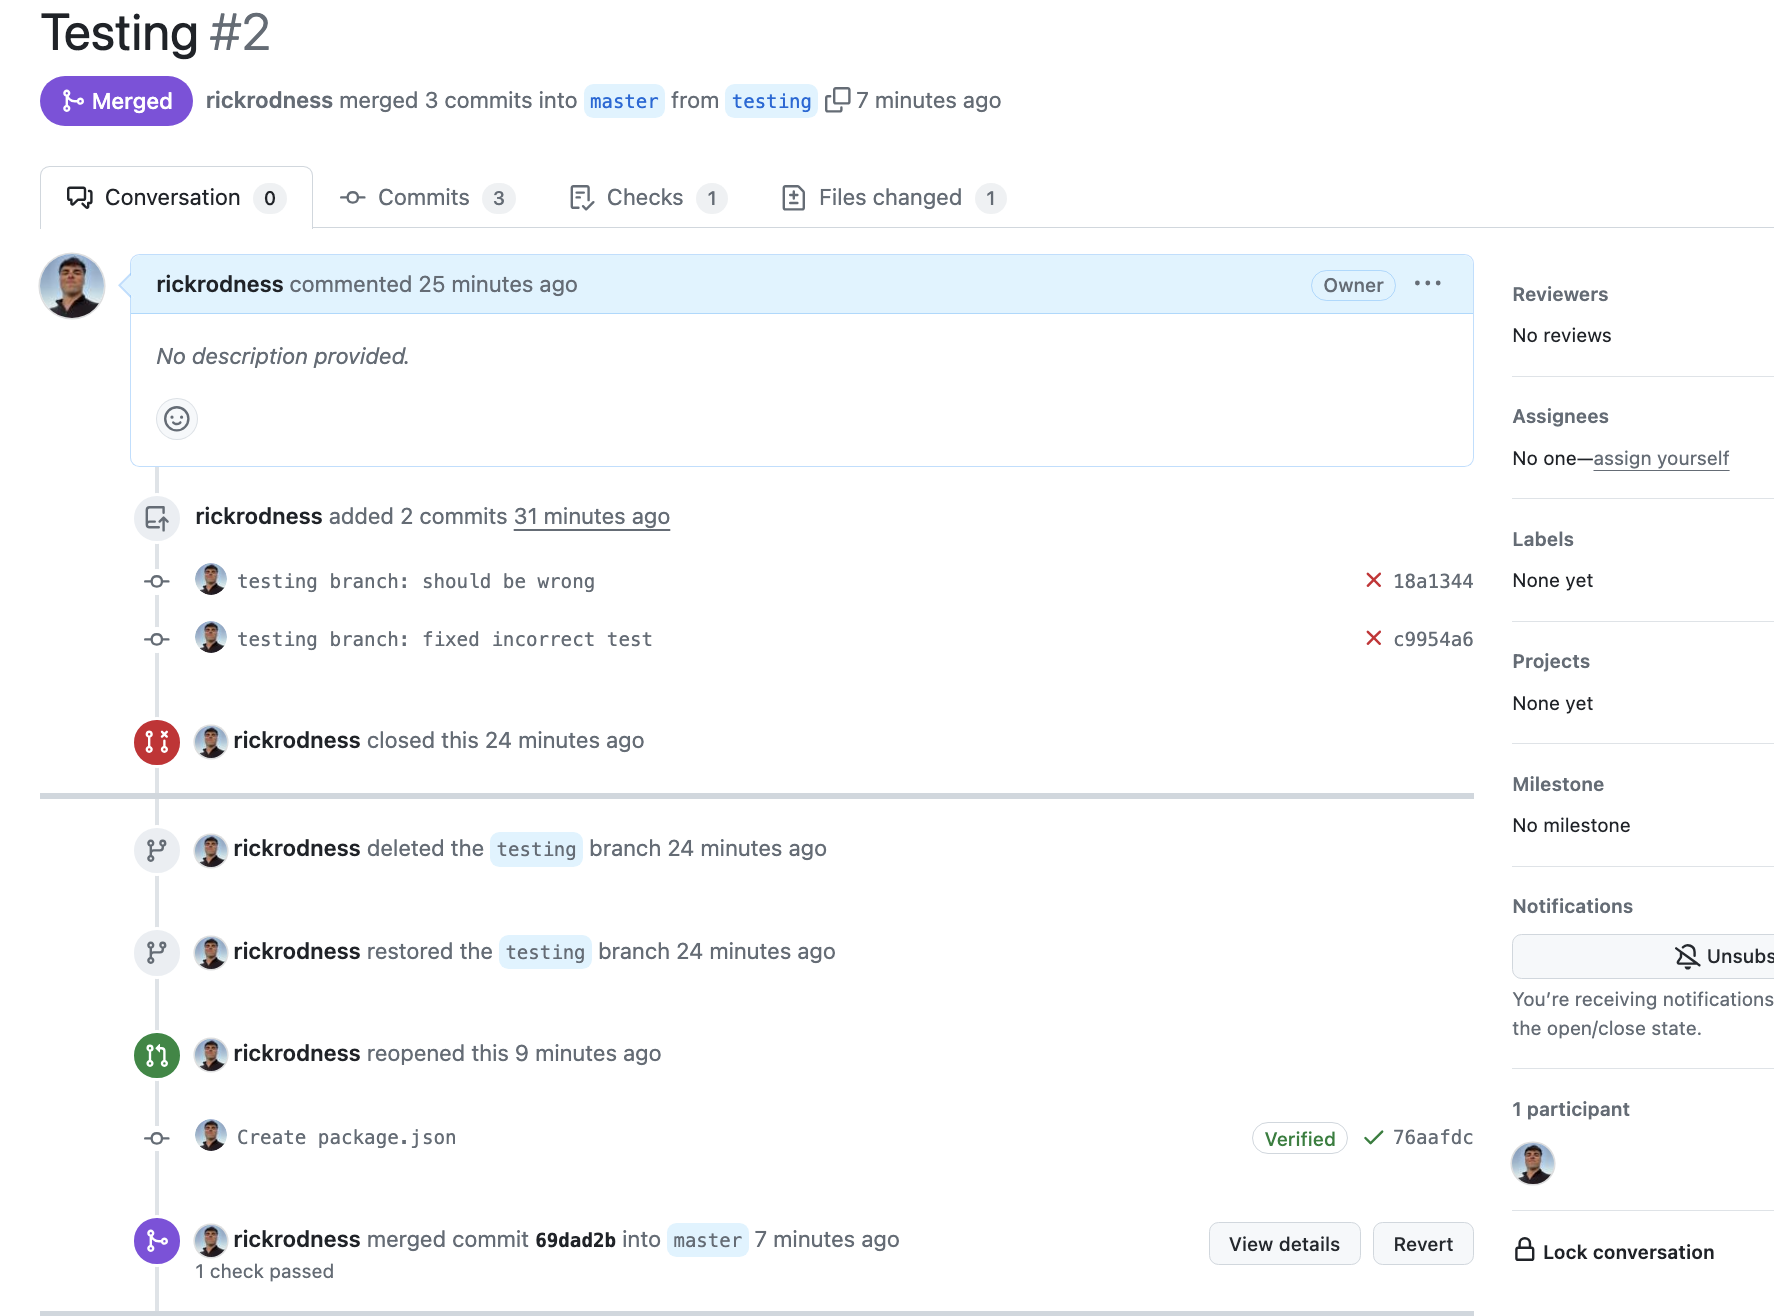 Testing #2
Merged rickrodness merged 3 commits into master from testing 7 minutes ago
Conversation 0 Commits 3 Checks 1 Files changed 1
rickrodness commented 25 minutes ago Owner ···
No description provided.
rickrodness added 2 commits 31 minutes ago
testing branch: should be wrong 18a1344
testing branch: fixed incorrect test c9954a6
rickrodness closed this 24 minutes ago
rickrodness deleted the testing branch 24 minutes ago
rickrodness restored the testing branch 24 minutes ago
rickrodness reopened this 9 minutes ago
Create package.json Verified 76aafdc
rickrodness merged commit 69dad2b into master 7 minutes ago View details Revert
1 check passed
Reviewers
No reviews
Assignees
No one—assign yourself
Labels
None yet
Projects
None yet
Milestone
No milestone
Notifications
Unsubs
You’re receiving notifications
the open/close state.
1 participant
Lock conversation